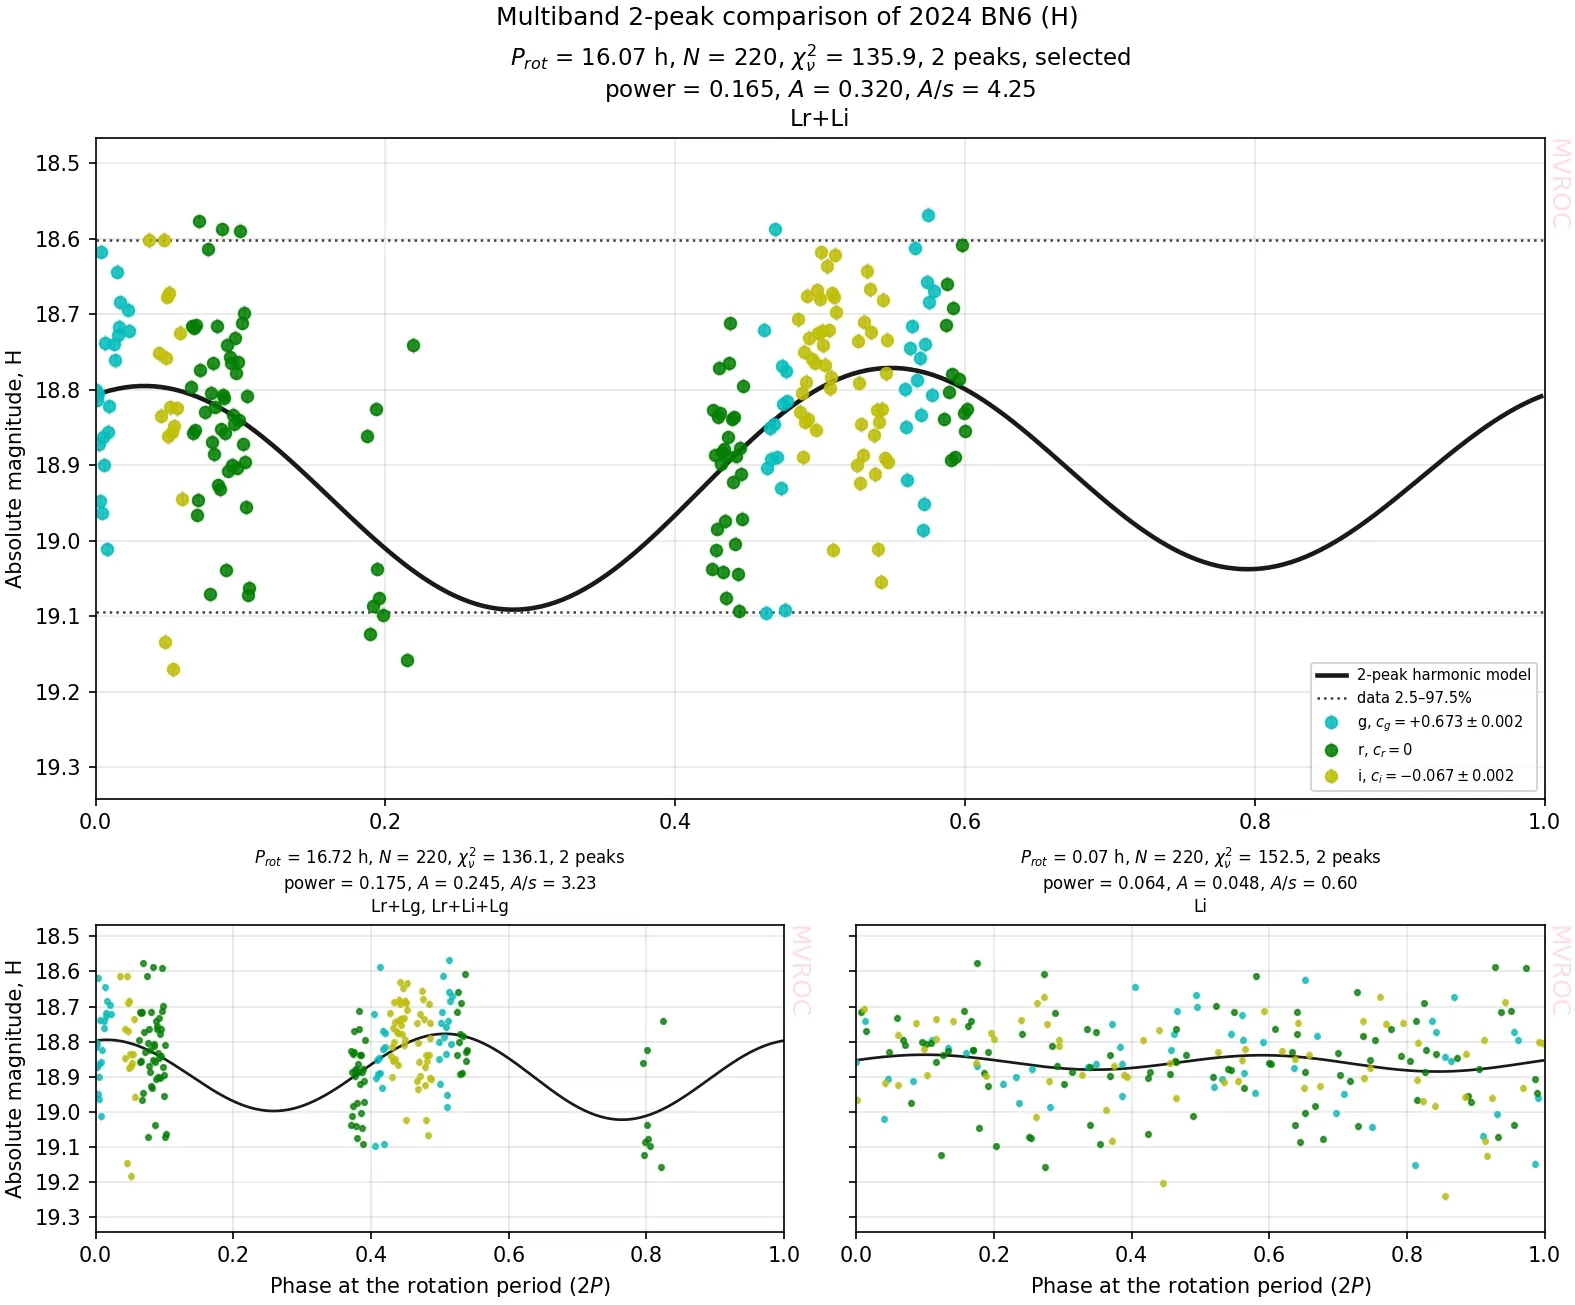 Multiband 2-peak comparison of 2024 BN6 (H)
P_rot = 16.07 h, N = 220, χ²_ν = 135.9, 2 peaks, selected
power = 0.165, A = 0.320, A/s = 4.25
Lr+Li
MVROC
Absolute magnitude, H
18.5
18.6
18.7
18.8
18.9
19.0
19.1
19.2
19.3
2-peak harmonic model
data 2.5–97.5%
g, c_g = +0.673 ± 0.002
r, c_r = 0
i, c_i = −0.067 ± 0.002
0.0 0.2 0.4 0.6 0.8 1.0
P_rot = 16.72 h, N = 220, χ²_ν = 136.1, 2 peaks
power = 0.175, A = 0.245, A/s = 3.23
Lr+Lg, Lr+Li+Lg
MVROC
Absolute magnitude, H
18.5
18.6
18.7
18.8
18.9
19.0
19.1
19.2
19.3
0.0 0.2 0.4 0.6 0.8 1.0
Phase at the rotation period (2P)
P_rot = 0.07 h, N = 220, χ²_ν = 152.5, 2 peaks
power = 0.064, A = 0.048, A/s = 0.60
Li
MVROC
0.0 0.2 0.4 0.6 0.8 1.0
Phase at the rotation period (2P)